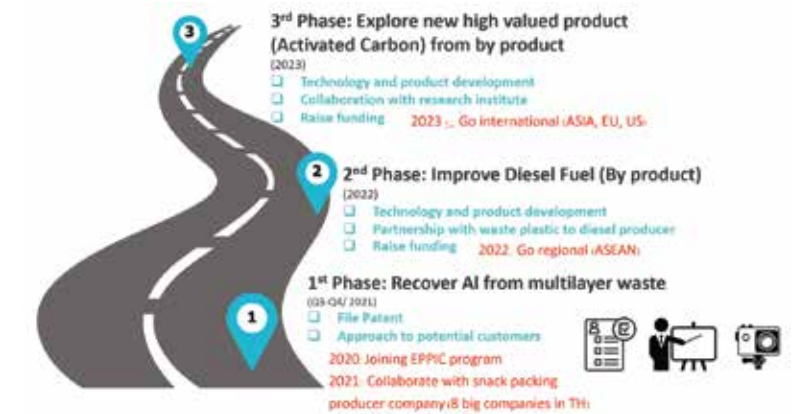 3
3rd Phase: Explore new high valued product
(Activated Carbon) from by product
(2023)
Technology and product development
Collaboration with research institute
Raise funding 2023 :, Go international (ASIA, EU, US)
2
2nd Phase: Improve Diesel Fuel (By product)
(2022)
Technology and product development
Partnership with waste plastic to diesel producer
Raise funding 2022: Go regional (ASEAN)
1
1st Phase: Recover Al from multilayer waste
(Q3-Q4/ 2021)
File Patent
Approach to potential customers
2020: Joining EPPIC program
2021: Collaborate with snack packing
producer company (8 big companies in TH)